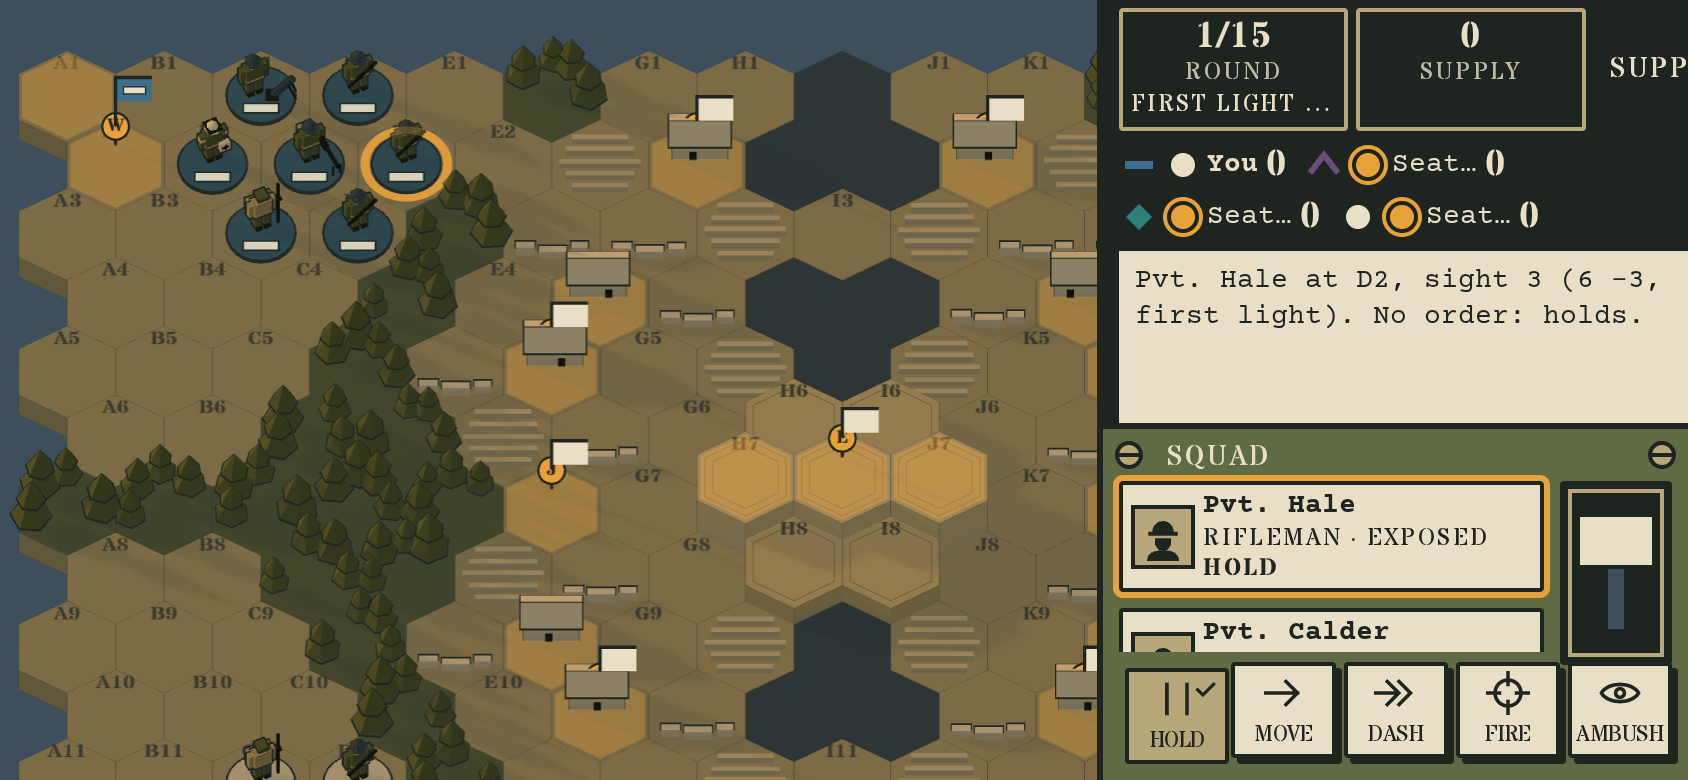 1/15
ROUND
FIRST LIGHT ...
0
SUPPLY
SUPP
You 0
Seat... 0
Seat... 0
Seat... 0
Pvt. Hale at D2, sight 3 (6 -3,
first light). No order: holds.
SQUAD
Pvt. Hale
RIFLEMAN · EXPOSED
HOLD
Pvt. Calder
HOLD
MOVE
DASH
FIRE
AMBUSH
A1 B1 E1 G1 H1 J1 K1
W
E2
A3 B3 I3
A4 B4 C4 E4
A5 B5 C5 G5 K5
H6 I6
A6 B6 G6 J6
E
H7 J7
J
G7 K7
H8 I8
A8 B8 G8 J8
A9 B9 C9 G9 K9
A10 B10 C10 E10
A11 B11 I11